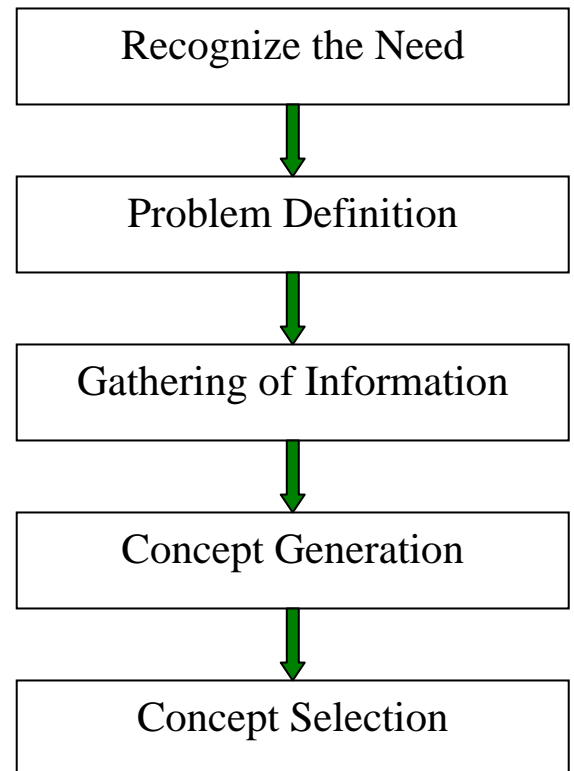 Recognize the Need
Problem Definition
Gathering of Information
Concept Generation
Concept Selection